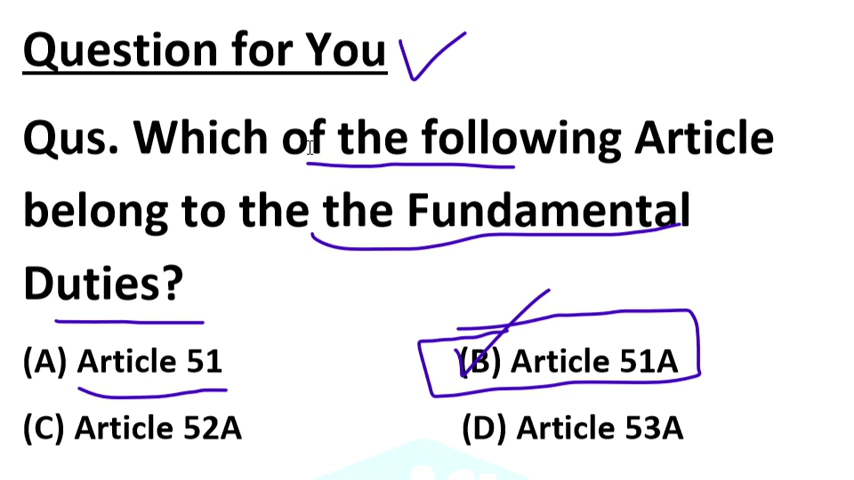 Question for You
Qus. Which of the following Article
belong to the the Fundamental
Duties?
(A) Article 51
(B) Article 51A
(C) Article 52A
(D) Article 53A